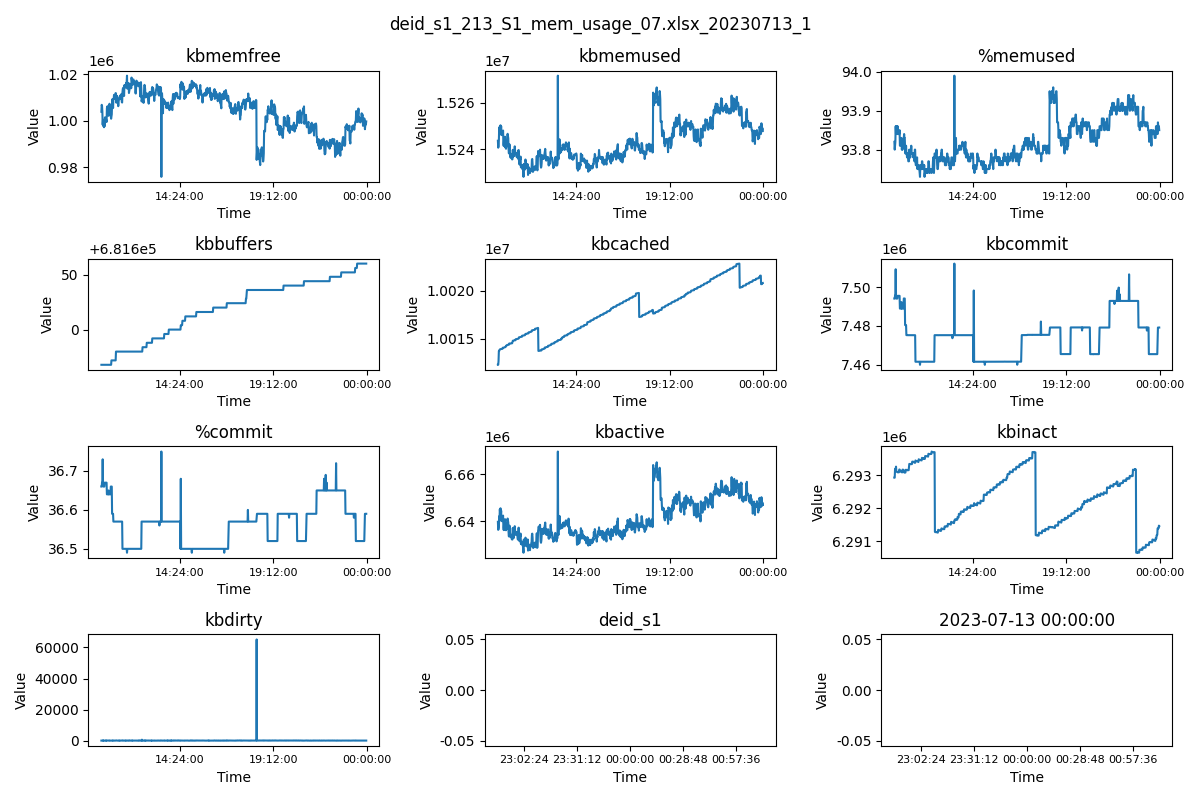 deid_s1_213_S1_mem_usage_07.xlsx_20230713_1
kbmemfree
1e6
1.02
1.00
0.98
Value
14:24:00 19:12:00 00:00:00
Time
kbmemused
1e7
1.526
1.524
Value
14:24:00 19:12:00 00:00:00
Time
%memused
94.0
93.9
93.8
Value
14:24:00 19:12:00 00:00:00
Time
kbbuffers
+6.816e5
50
0
Value
14:24:00 19:12:00 00:00:00
Time
kbcached
1e7
1.0020
1.0015
Value
14:24:00 19:12:00 00:00:00
Time
kbcommit
1e6
7.50
7.48
7.46
Value
14:24:00 19:12:00 00:00:00
Time
%commit
36.7
36.6
36.5
Value
14:24:00 19:12:00 00:00:00
Time
kbactive
1e6
6.66
6.64
Value
14:24:00 19:12:00 00:00:00
Time
kbinact
1e6
6.293
6.292
6.291
Value
14:24:00 19:12:00 00:00:00
Time
kbdirty
60000
40000
20000
0
Value
14:24:00 19:12:00 00:00:00
Time
deid_s1
0.05
0.00
-0.05
Value
23:02:24 23:31:12 00:00:00 00:28:48 00:57:36
Time
2023-07-13 00:00:00
0.05
0.00
-0.05
Value
23:02:24 23:31:12 00:00:00 00:28:48 00:57:36
Time